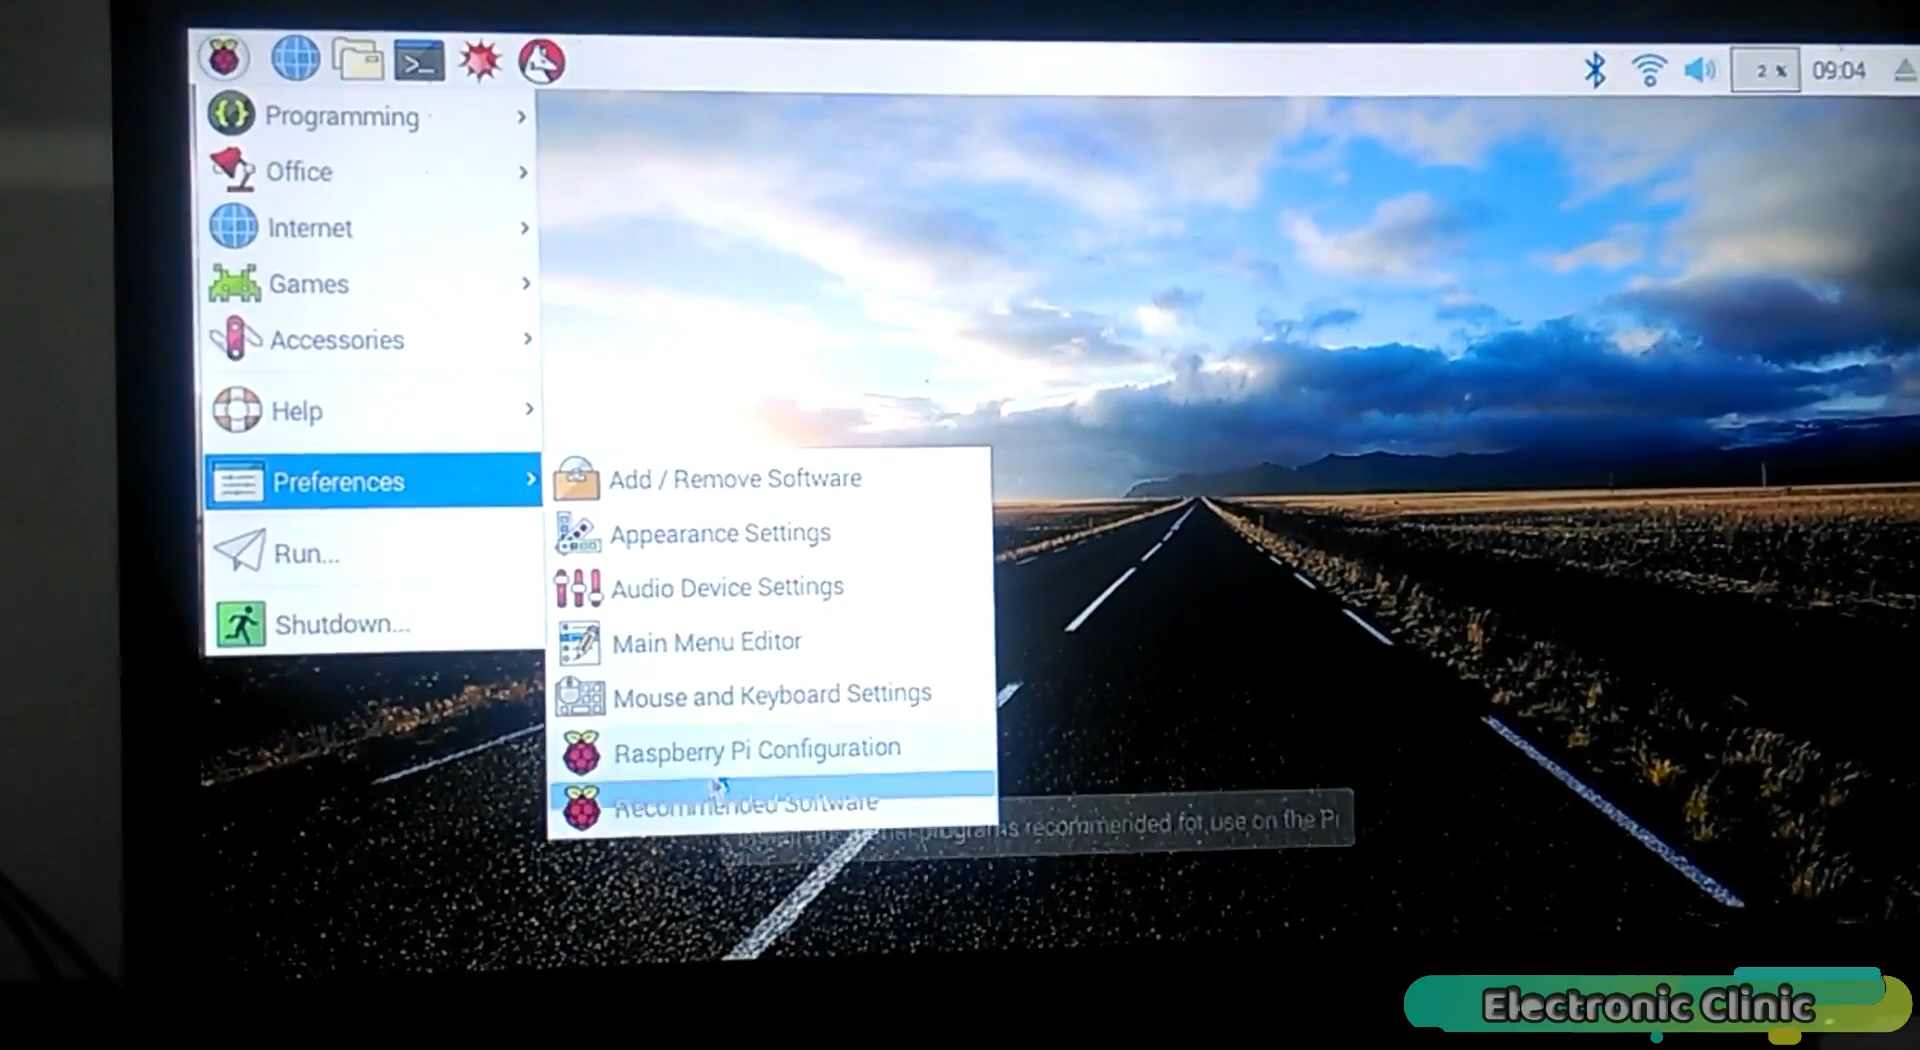 2 %
09:04
Programming
Office
Internet
Games
Accessories
Help
Preferences
Run...
Shutdown...
Add / Remove Software
Appearance Settings
Audio Device Settings
Main Menu Editor
Mouse and Keyboard Settings
Raspberry Pi Configuration
Recommended Software
programs recommended for use on the Pi
Electronic Clinic